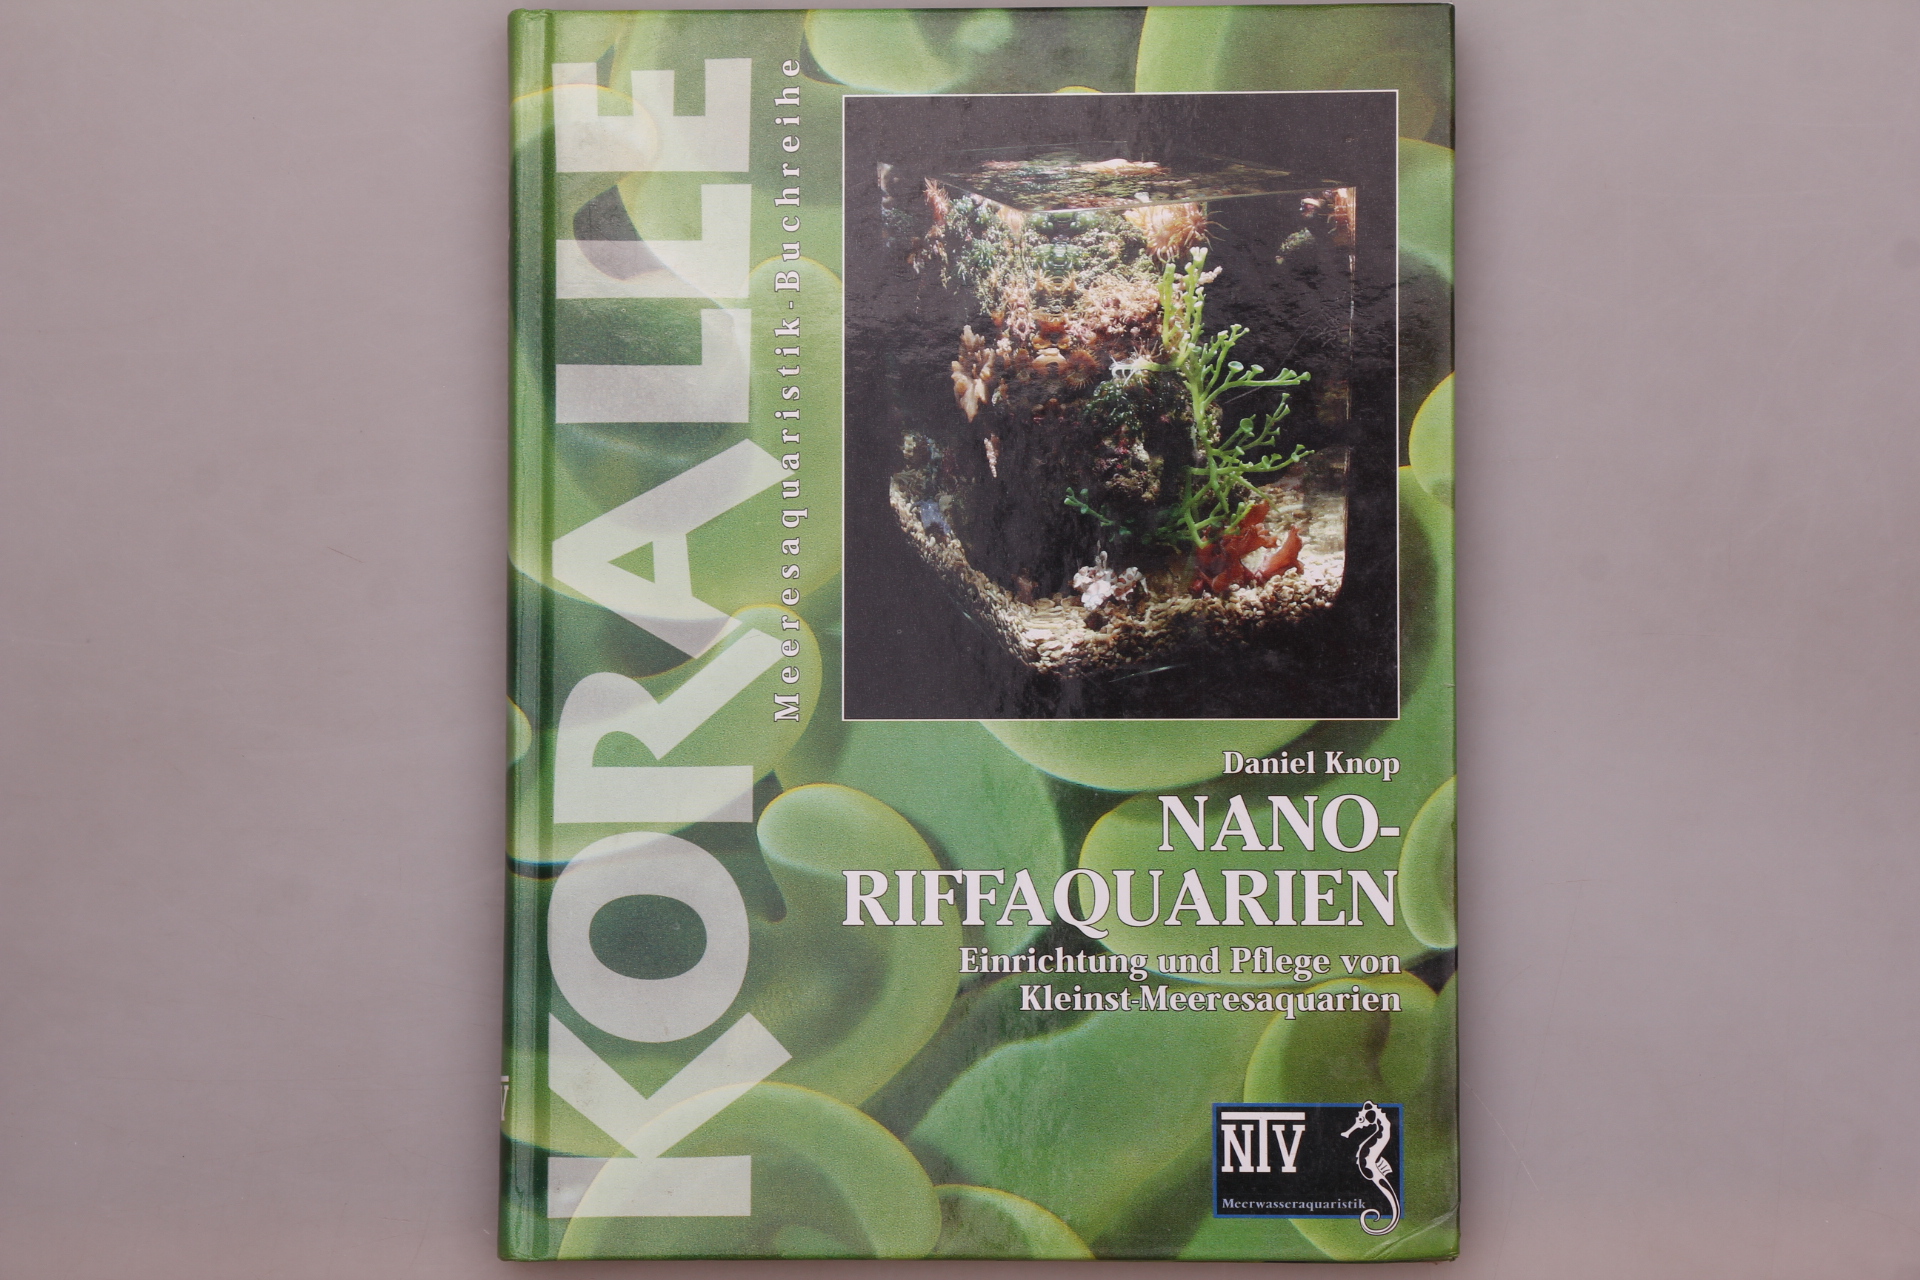 KORALLE
Meeresaquaristik-Buchreihe
Daniel Knop
NANO-
RIFFAQUARIEN
Einrichtung und Pflege von
Kleinst-Meeresaquarien
NTV
Meerwasseraquaristik